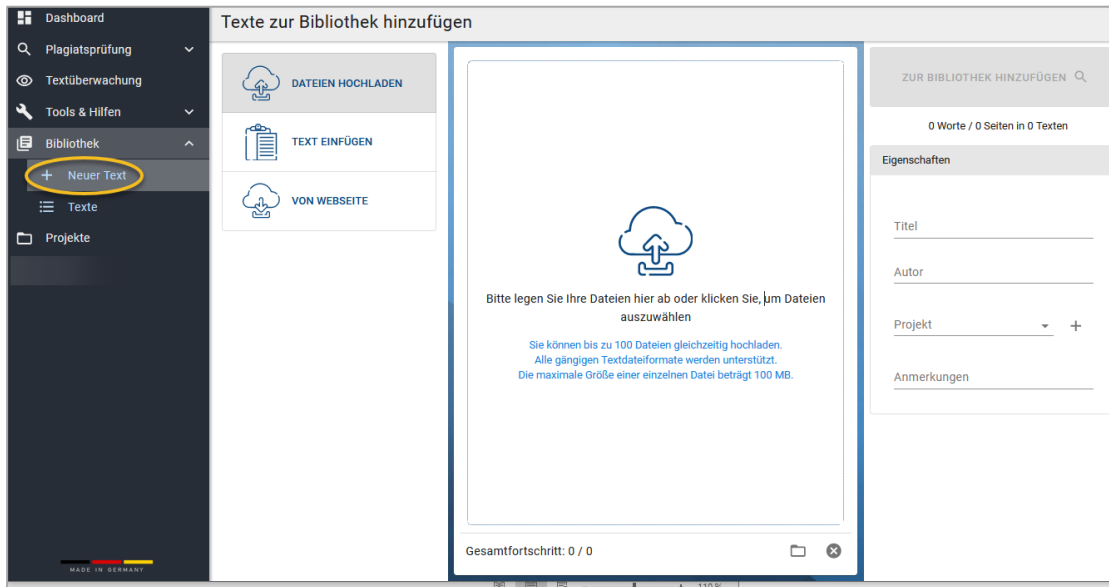 Dashboard
Plagiatsprüfung
Textüberwachung
Tools & Hilfen
Bibliothek
Neuer Text
Texte
Projekte
MADE IN GERMANY
Texte zur Bibliothek hinzufügen
DATEIEN HOCHLADEN
TEXT EINFÜGEN
VON WEBSEITE
Bitte legen Sie Ihre Dateien hier ab oder klicken Sie, um Dateien
auszuwählen
Sie können bis zu 100 Dateien gleichzeitig hochladen.
Alle gängigen Textdateiformate werden unterstützt.
Die maximale Größe einer einzelnen Datei beträgt 100 MB.
Gesamtfortschritt: 0 / 0
ZUR BIBLIOTHEK HINZUFÜGEN
0 Worte / 0 Seiten in 0 Texten
Eigenschaften
Titel
Autor
Projekt
Anmerkungen
110 %